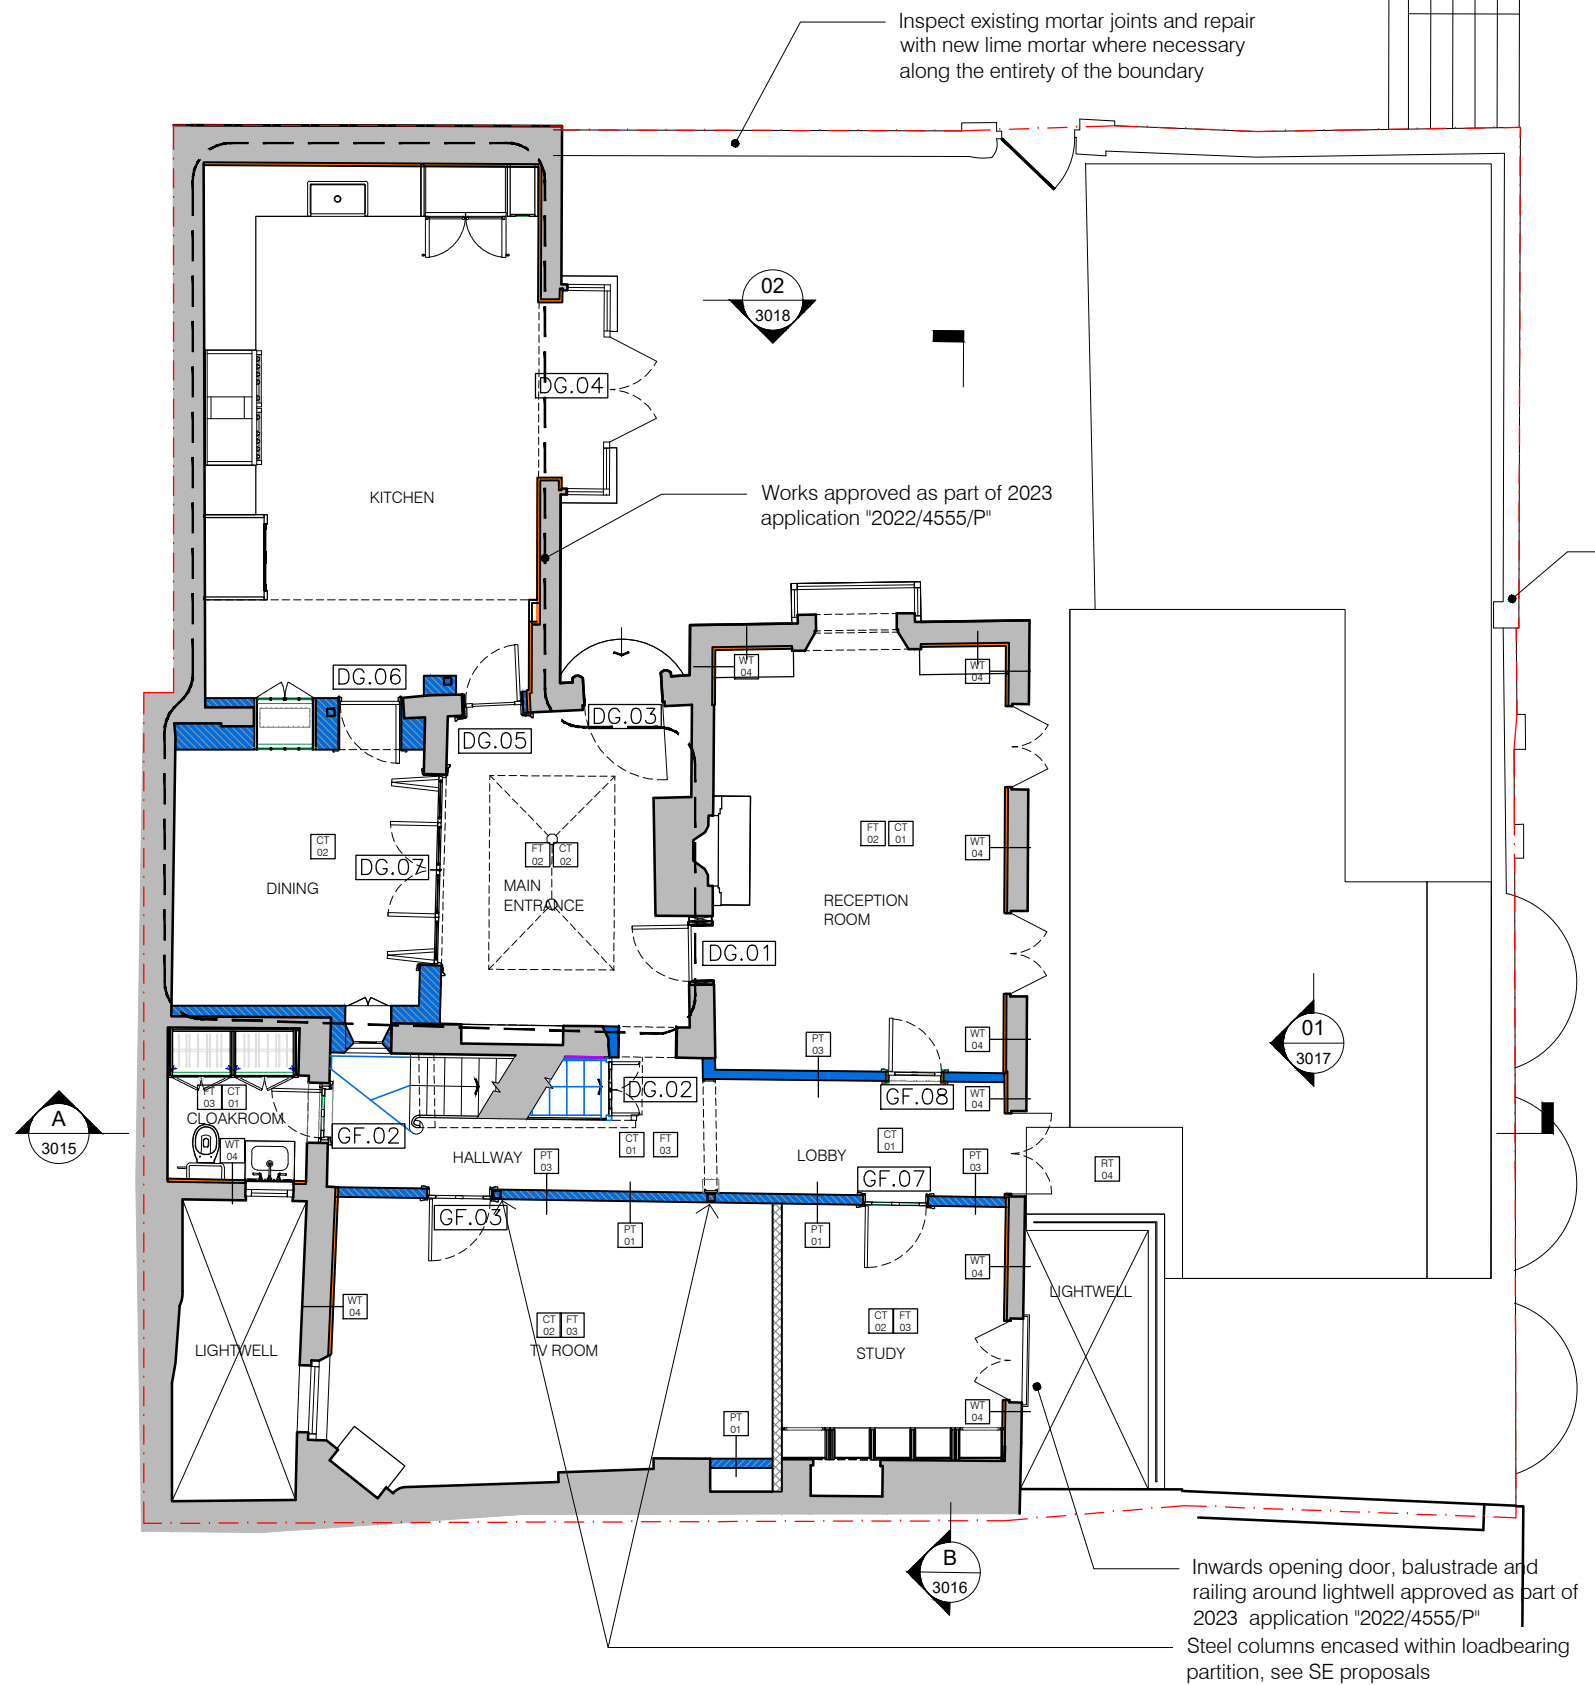 Inspect existing mortar joints and repair
with new lime mortar where necessary
along the entirety of the boundary
02
3018
DG.04
KITCHEN
Works approved as part of 2023
application "2022/4555/P"
DG.06
WT
04
WT
04
DG.03
DG.05
CT
02
FT
02
CT
02
FT
02
CT
01
WT
04
DG.07
DINING
MAIN
ENTRANCE
RECEPTION
ROOM
DG.01
01
3017
PT
03
WT
04
DG.02
GF.08
WT
04
FT
03
CT
01
CLOAKROOM
A
3015
GF.02
WT
04
HALLWAY
PT
03
CT
01
FT
03
LOBBY
CT
01
PT
03
RT
04
GF.07
GF.03
PT
01
PT
01
WT
04
WT
04
LIGHTWELL
CT
02
FT
03
CT
02
FT
03
LIGHTWELL
TV ROOM
STUDY
PT
01
WT
04
B
3016
Inwards opening door, balustrade and
railing around lightwell approved as part of
2023 application "2022/4555/P"
Steel columns encased within loadbearing
partition, see SE proposals